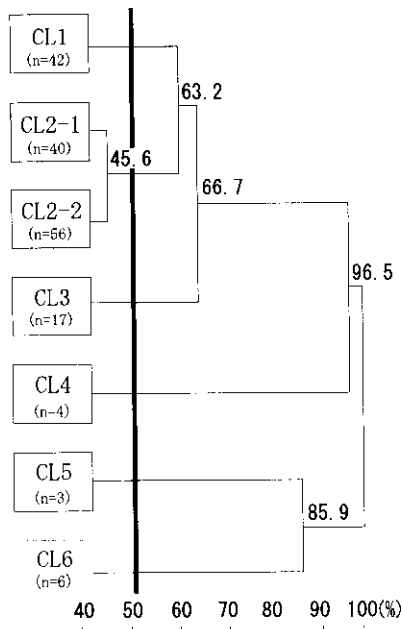 CL1
(n=42)
63.2
CL2-1
(n=40)
45.6
66.7
CL2-2
(n=56)
96.5
CL3
(n=17)
CL4
(n-4)
CL5
(n=3)
85.9
CL6
(n=6)
40 50 60 70 80 90 100(%)